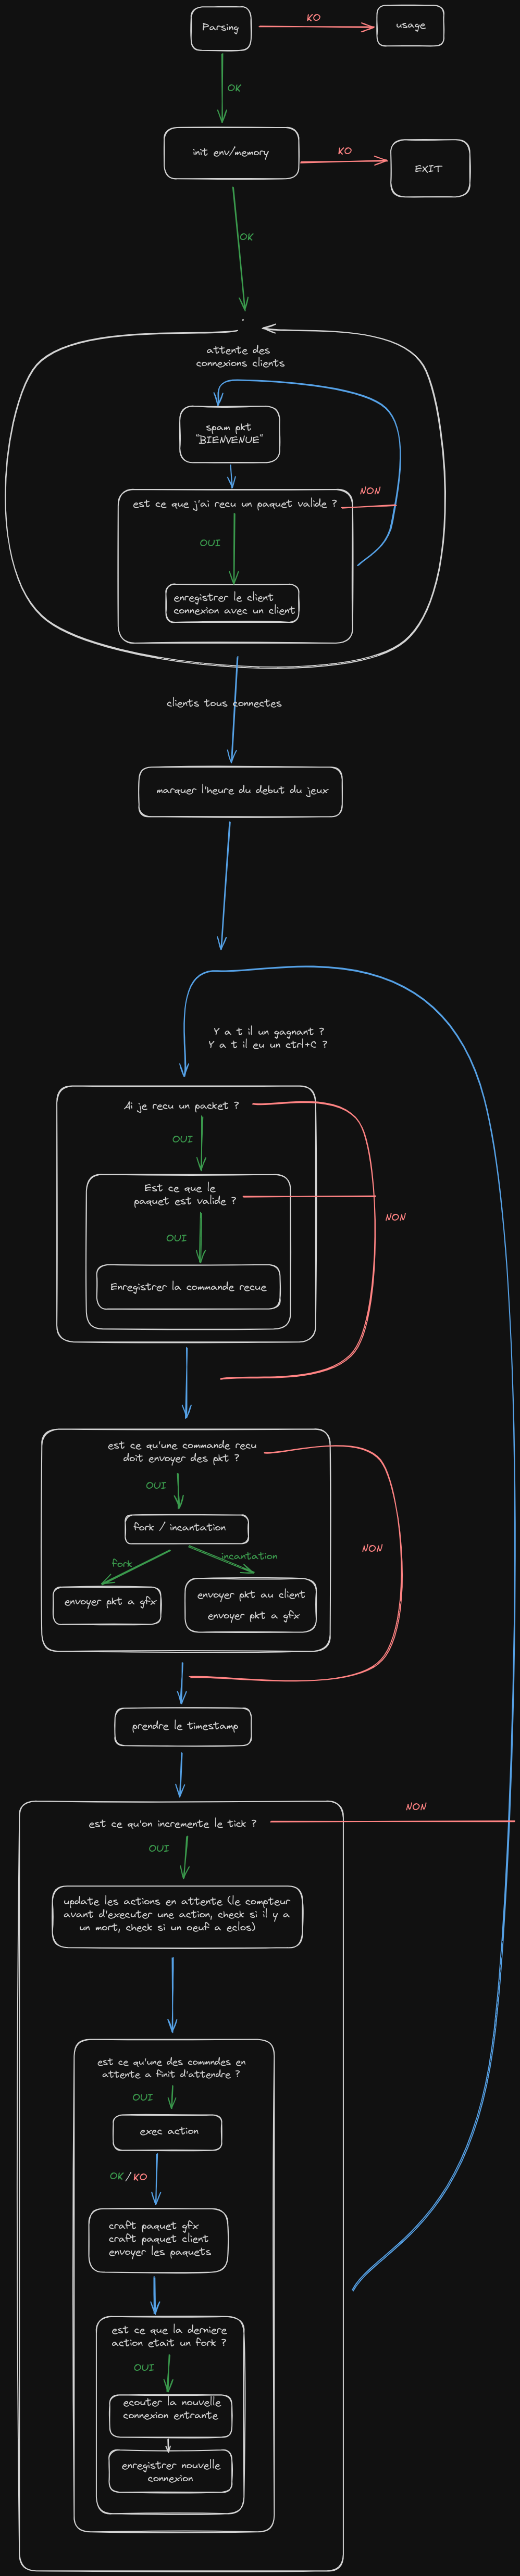 Parsing
KO
usage
OK
init env/memory
KO
EXIT
OK
attente des
connexions clients
spam pkt
"BIENVENUE"
NON
est ce que j'ai recu un paquet valide ?
OUI
enregistrer le client
connexion avec un client
clients tous connectes
marquer l'heure du debut du jeux
Y a t il un gagnant ?
Y a t il eu un ctrl+C ?
Ai je recu un packet ?
OUI
Est ce que le
paquet est valide ?
NON
OUI
Enregistrer la commande recue
est ce qu'une commande recu
doit envoyer des pkt ?
OUI
fork / incantation
NON
fork
incantation
envoyer pkt a gfx
envoyer pkt au client
envoyer pkt a gfx
prendre le timestamp
NON
est ce qu'on incremente le tick ?
OUI
update les actions en attente (le compteur
avant d'executer une action, check si il y a
un mort, check si un oeuf a eclos)
est ce qu'une des commndes en
attente a finit d'attendre ?
OUI
exec action
OK/KO
craft paquet gfx
craft paquet client
envoyer les paquets
est ce que la derniere
action etait un fork ?
OUI
ecouter la nouvelle
connexion entrante
enregistrer nouvelle
connexion